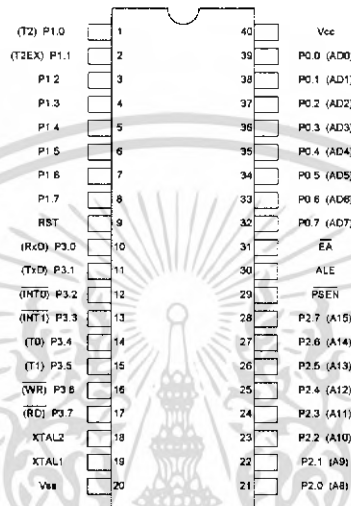 (T2) P1.0 1 40 Vcc
(T2EX) P1.1 2 39 P0.0 (AD0)
P1.2 3 38 P0.1 (AD1)
P1.3 4 37 P0.2 (AD2)
P1.4 5 36 P0.3 (AD3)
P1.5 6 35 P0.4 (AD4)
P1.6 7 34 P0.5 (AD5)
P1.7 8 33 P0.6 (AD6)
RST 9 32 P0.7 (AD7)
(RxD) P3.0 10 31 EA
(TxD) P3.1 11 30 ALE
(INT0) P3.2 12 29 PSEN
(INT1) P3.3 13 28 P2.7 (A15)
(T0) P3.4 14 27 P2.6 (A14)
(T1) P3.5 15 26 P2.5 (A13)
(WR) P3.6 16 25 P2.4 (A12)
(RD) P3.7 17 24 P2.3 (A11)
XTAL2 18 23 P2.2 (A10)
XTAL1 19 22 P2.1 (A9)
Vss 20 21 P2.0 (A8)